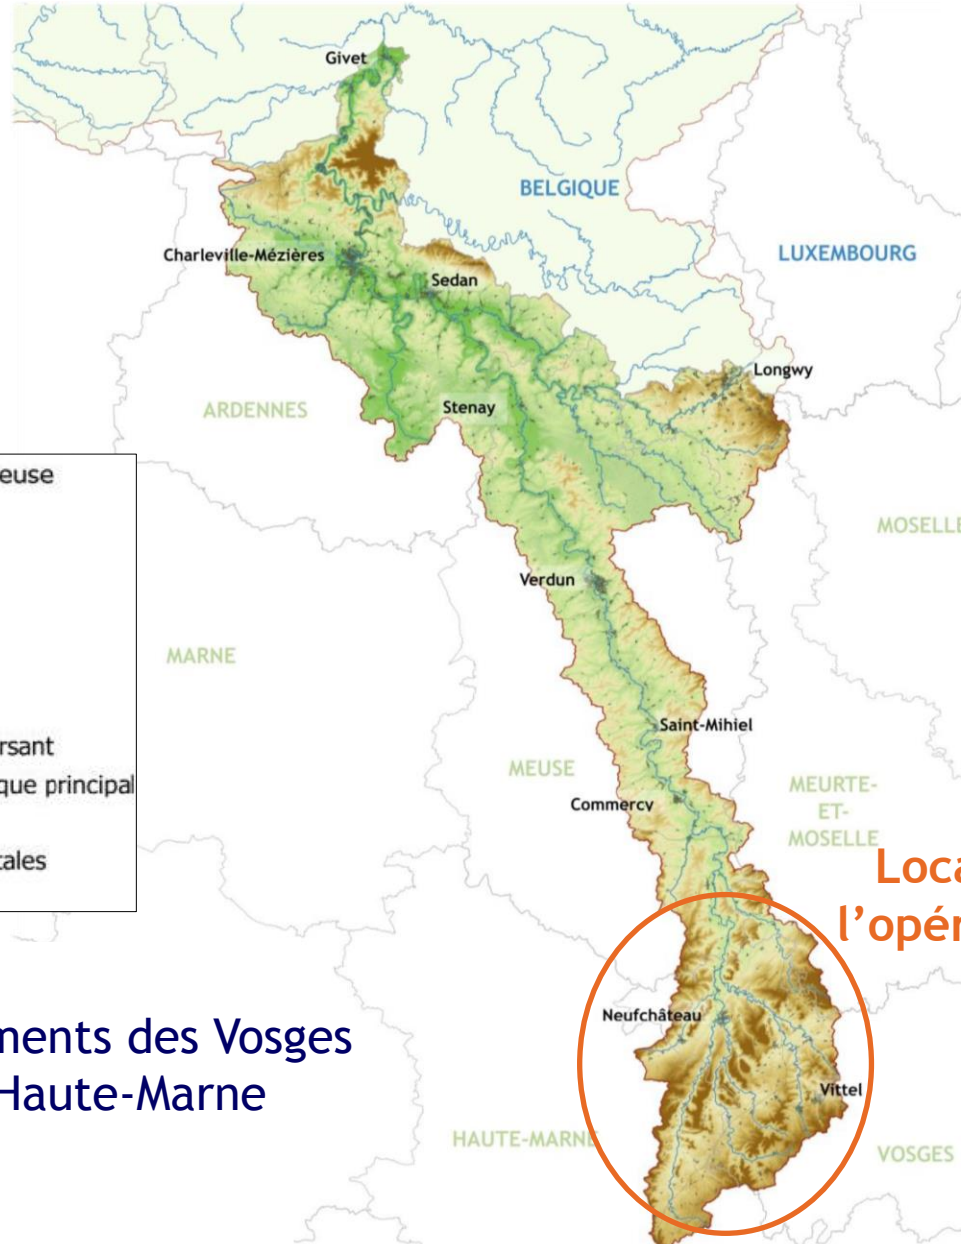 Givet
BELGIQUE
Charleville-Mézières
LUXEMBOURG
Sedan
Longwy
ARDENNES
Stenay
euse
MOSELLE
Verdun
MARNE
Saint-Mihiel
rsant
MEUSE
que principal
MEURTE-
ET-
MOSELLE
Commercy
tales
Loca
l'opér
Neufchâteau
ments des Vosges
Haute-Marne
Vittel
HAUTE-MARNE
VOSGES